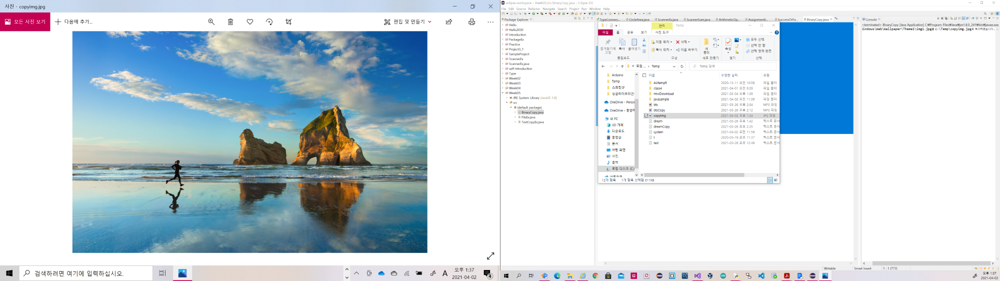 사진 - copyimg.jpg
모든 사진 보기
다음에 추가...
편집 및 만들기
검색하려면 여기에 입력하십시오.
A
오후 1:37
2021-04-02
4
eclipse-workspace - Week05/src/BinaryCopy.java - Eclipse IDE
File Edit Source Refactor Navigate Search Project Run Window Help
Package Explorer
Hello
Hello2030
introduction
PackageEx
Practice
Project3_1
SampleProject
ScannerEx
ScannerEx.java
self-introduction
Type
Week02
Week03
Week04
Week05
JRE System Library [JavaSE-1.8]
src
(default package)
BinaryCopy.java
FileEx.java
TextCopyEx.java
TypeConvers...
CircleArea.java
ScannerEx.java
ScannerSum.java
ArithmeticOp...
AssignmentI...
SuccessOrFa...
BinaryCopy.java
관리
Temp
파일
홈
공유
보기
사진 도구
즐겨찾기에 고정
복사
붙여넣기
이동 위치
복사 위치
삭제
이름 바꾸기
새 폴더
속성
모두 선택
선택 안 함
선택 영역 반전
클립보드
구성
새로 만들기
열기
선택
로컬 ...
Temp
Temp 검색
Arduino
Temp
스크린샷
싱글라이프의건
OneDrive - Person
OneDrive - 동양미
내 PC
3D 개체
다운로드
동영상
문서
바탕 화면
사진
음악
로컬 디스크 (C:)
이름 수정한 날짜 유형
AUtempR 2020-12-11 오전 10:08 파일 폴더
class4 2021-04-01 오전 9:29 파일 폴더
HncDownload 2021-03-04 오후 1:39 파일 폴더
javasample 2021-04-02 오전 11:39 파일 폴더
bts 2021-03-26 오후 2:04 MP3 파일
btsCopy 2021-03-26 오후 2:12 MP3 파일
copyimg 2021-04-02 오후 1:34 JPG 파일
dream 2021-03-26 오후 1:42 텍스트 문서
dreamCopy 2021-03-26 오후 2:25 텍스트 문서
system 2021-04-02 오전 11:59 텍스트 문서
t 2020-03-19 오후 11:37 텍스트 문서
test 2021-03-26 오후 12:49 텍스트 문서
12개 항목 1개 항목 선택함 611KB
Console
<terminated> BinaryCopy [Java Application] C:₩Program Files₩Java₩jre1.8.0_241₩bin₩javaw.exe
indows\Web\Wallpaper\Theme1\img1.jpg를 c:\Temp\copyimg.jpg로 복사하였습니다.
Writable
Smart Insert
1 : 1 [773]
오후 1:37
2021-04-02